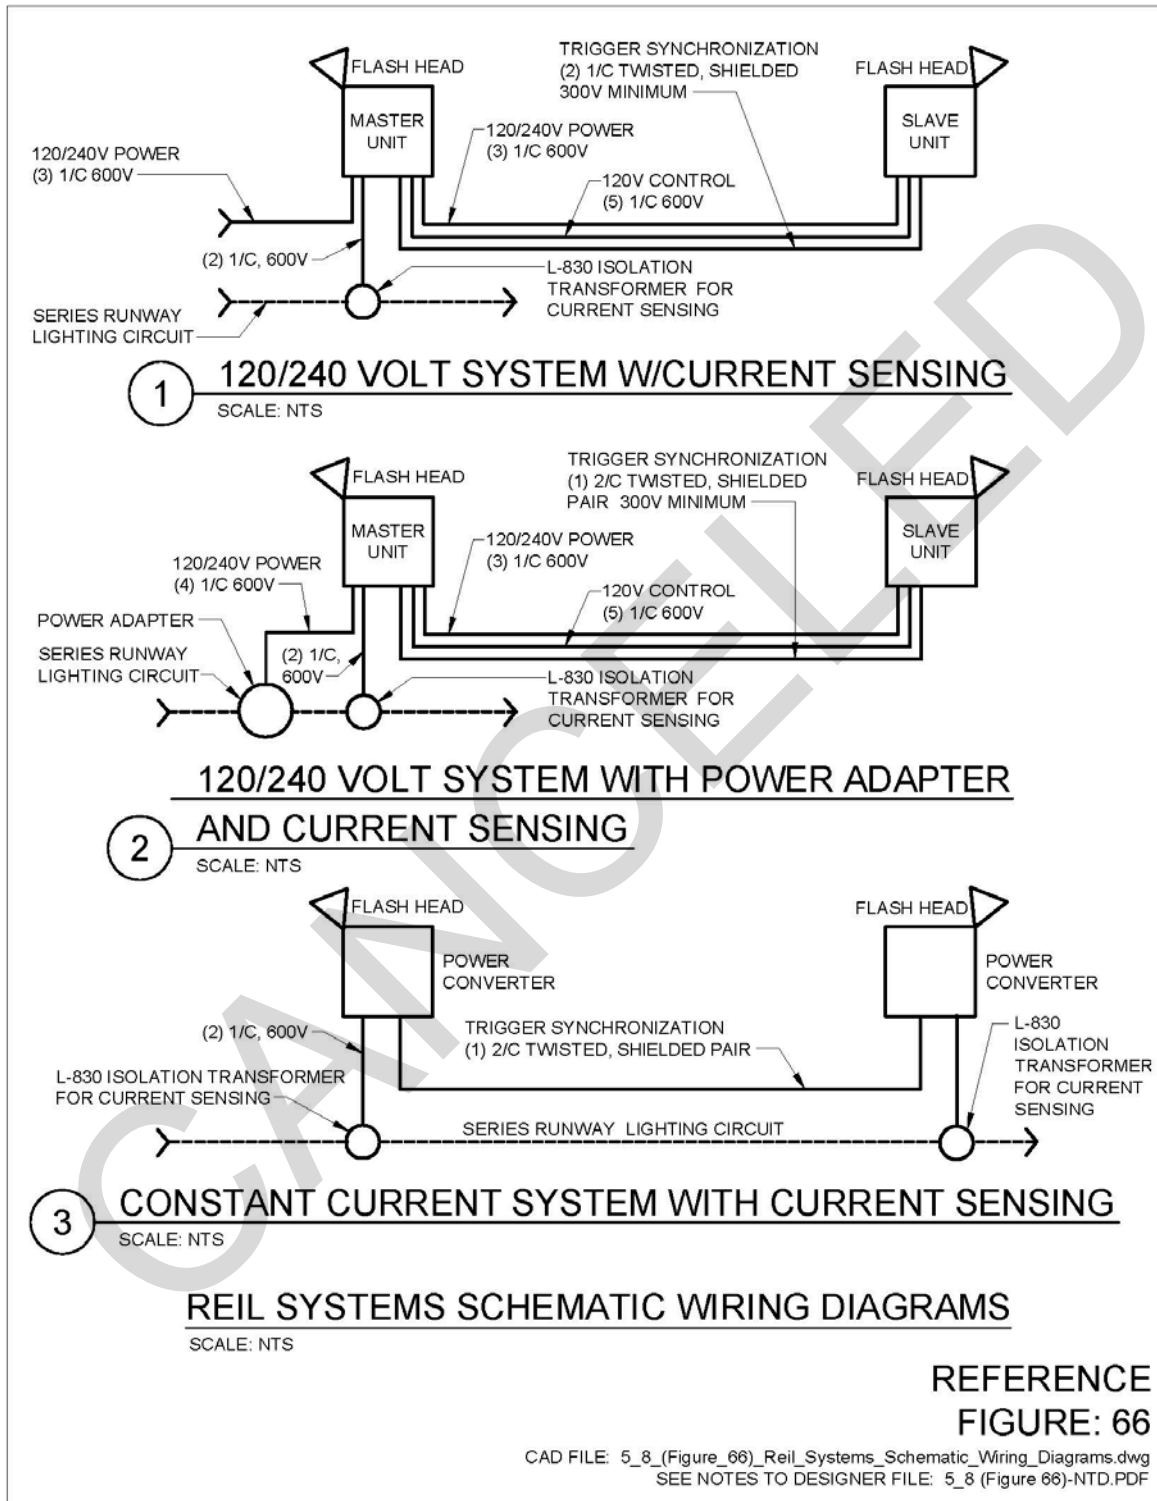 FLASH HEAD
TRIGGER SYNCHRONIZATION
(2) 1/C TWISTED, SHIELDED
300V MINIMUM
FLASH HEAD
MASTER
UNIT
SLAVE
UNIT
120/240V POWER
(3) 1/C 600V
120/240V POWER
(3) 1/C 600V
120V CONTROL
(5) 1/C 600V
(2) 1/C, 600V
L-830 ISOLATION
TRANSFORMER FOR
CURRENT SENSING
SERIES RUNWAY
LIGHTING CIRCUIT
1
120/240 VOLT SYSTEM W/CURRENT SENSING
SCALE: NTS
FLASH HEAD
TRIGGER SYNCHRONIZATION
(1) 2/C TWISTED, SHIELDED
PAIR 300V MINIMUM
FLASH HEAD
MASTER
UNIT
SLAVE
UNIT
120/240V POWER
(3) 1/C 600V
120/240V POWER
(4) 1/C 600V
120V CONTROL
(5) 1/C 600V
POWER ADAPTER
SERIES RUNWAY
LIGHTING CIRCUIT
(2) 1/C,
600V
L-830 ISOLATION
TRANSFORMER FOR
CURRENT SENSING
120/240 VOLT SYSTEM WITH POWER ADAPTER
2
AND CURRENT SENSING
SCALE: NTS
FLASH HEAD
FLASH HEAD
POWER
CONVERTER
POWER
CONVERTER
(2) 1/C, 600V
TRIGGER SYNCHRONIZATION
(1) 2/C TWISTED, SHIELDED PAIR
L-830
ISOLATION
TRANSFORMER
FOR CURRENT
SENSING
L-830 ISOLATION TRANSFORMER
FOR CURRENT SENSING
SERIES RUNWAY LIGHTING CIRCUIT
3
CONSTANT CURRENT SYSTEM WITH CURRENT SENSING
SCALE: NTS
REIL SYSTEMS SCHEMATIC WIRING DIAGRAMS
SCALE: NTS
REFERENCE
FIGURE: 66
CAD FILE: 5_8_(Figure_66)_Reil_Systems_Schematic_Wiring_Diagrams.dwg
SEE NOTES TO DESIGNER FILE: 5_8 (Figure 66)-NTD.PDF
CANCELED